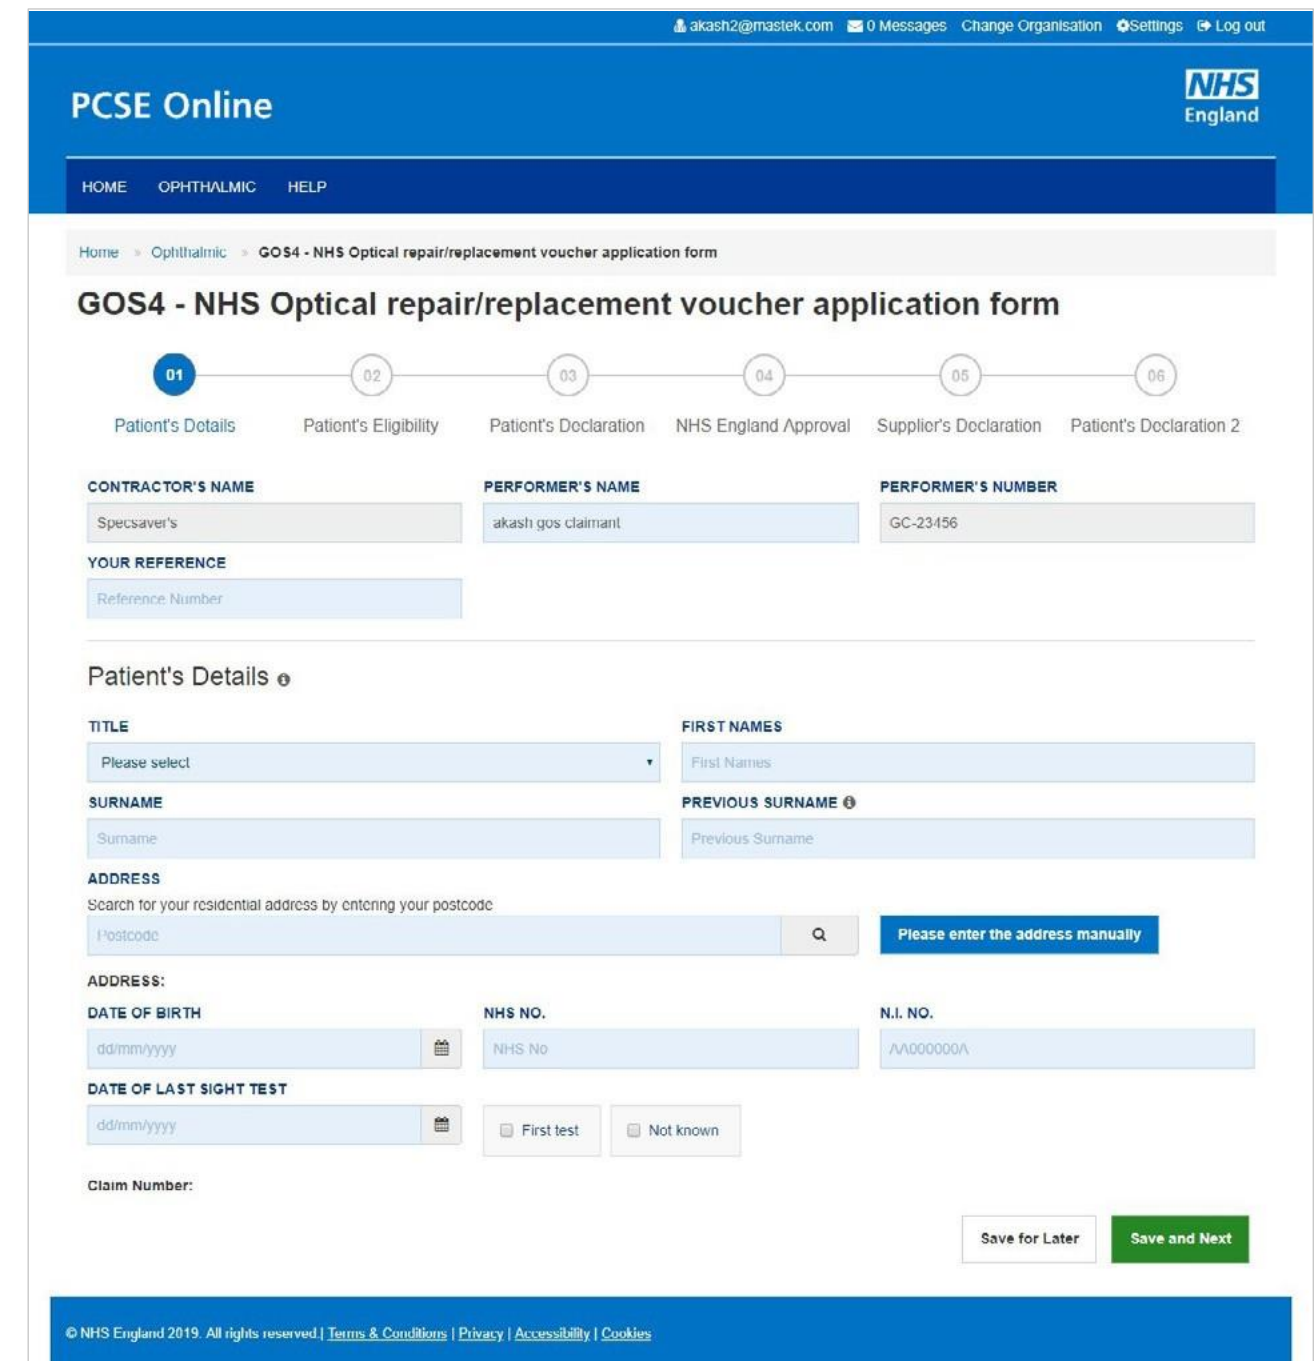 akash2@mastek.com 0 Messages Change Organisation Settings Log out
PCSE Online
NHS
England
HOME OPHTHALMIC HELP
Home » Ophthalmic » GOS4 - NHS Optical repair/replacement voucher application form
GOS4 - NHS Optical repair/replacement voucher application form
01 02 03 04 05 06
Patient's Details Patient's Eligibility Patient's Declaration NHS England Approval Supplier's Declaration Patient's Declaration 2
CONTRACTOR'S NAME PERFORMER'S NAME PERFORMER'S NUMBER
Specsaver's akash gos claimant GC-23456
YOUR REFERENCE
Reference Number
Patient's Details
TITLE FIRST NAMES
Please select First Names
SURNAME PREVIOUS SURNAME
Surname Previous Surname
ADDRESS
Search for your residential address by entering your postcode
Postcode Please enter the address manually
ADDRESS:
DATE OF BIRTH NHS NO. N.I. NO.
dd/mm/yyyy NHS No AA000000A
DATE OF LAST SIGHT TEST
dd/mm/yyyy First test Not known
Claim Number:
Save for Later Save and Next
© NHS England 2019. All rights reserved.| Terms & Conditions | Privacy | Accessibility | Cookies